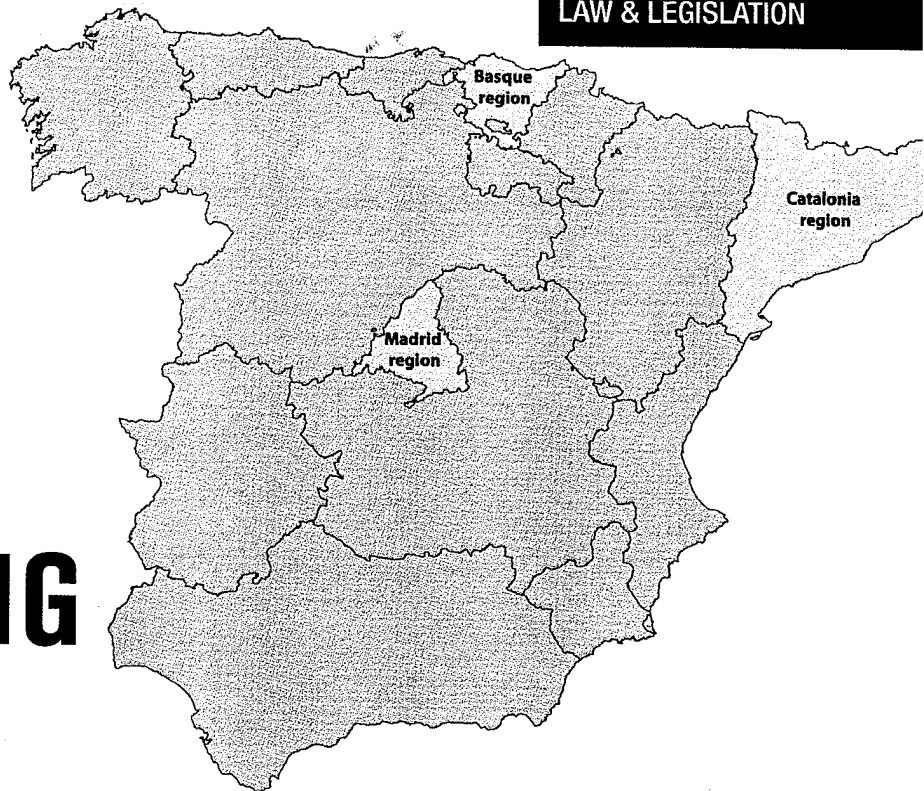 LAW & LEGISLATION
Basque
region
Catalonia
region
Madrid
region
IG